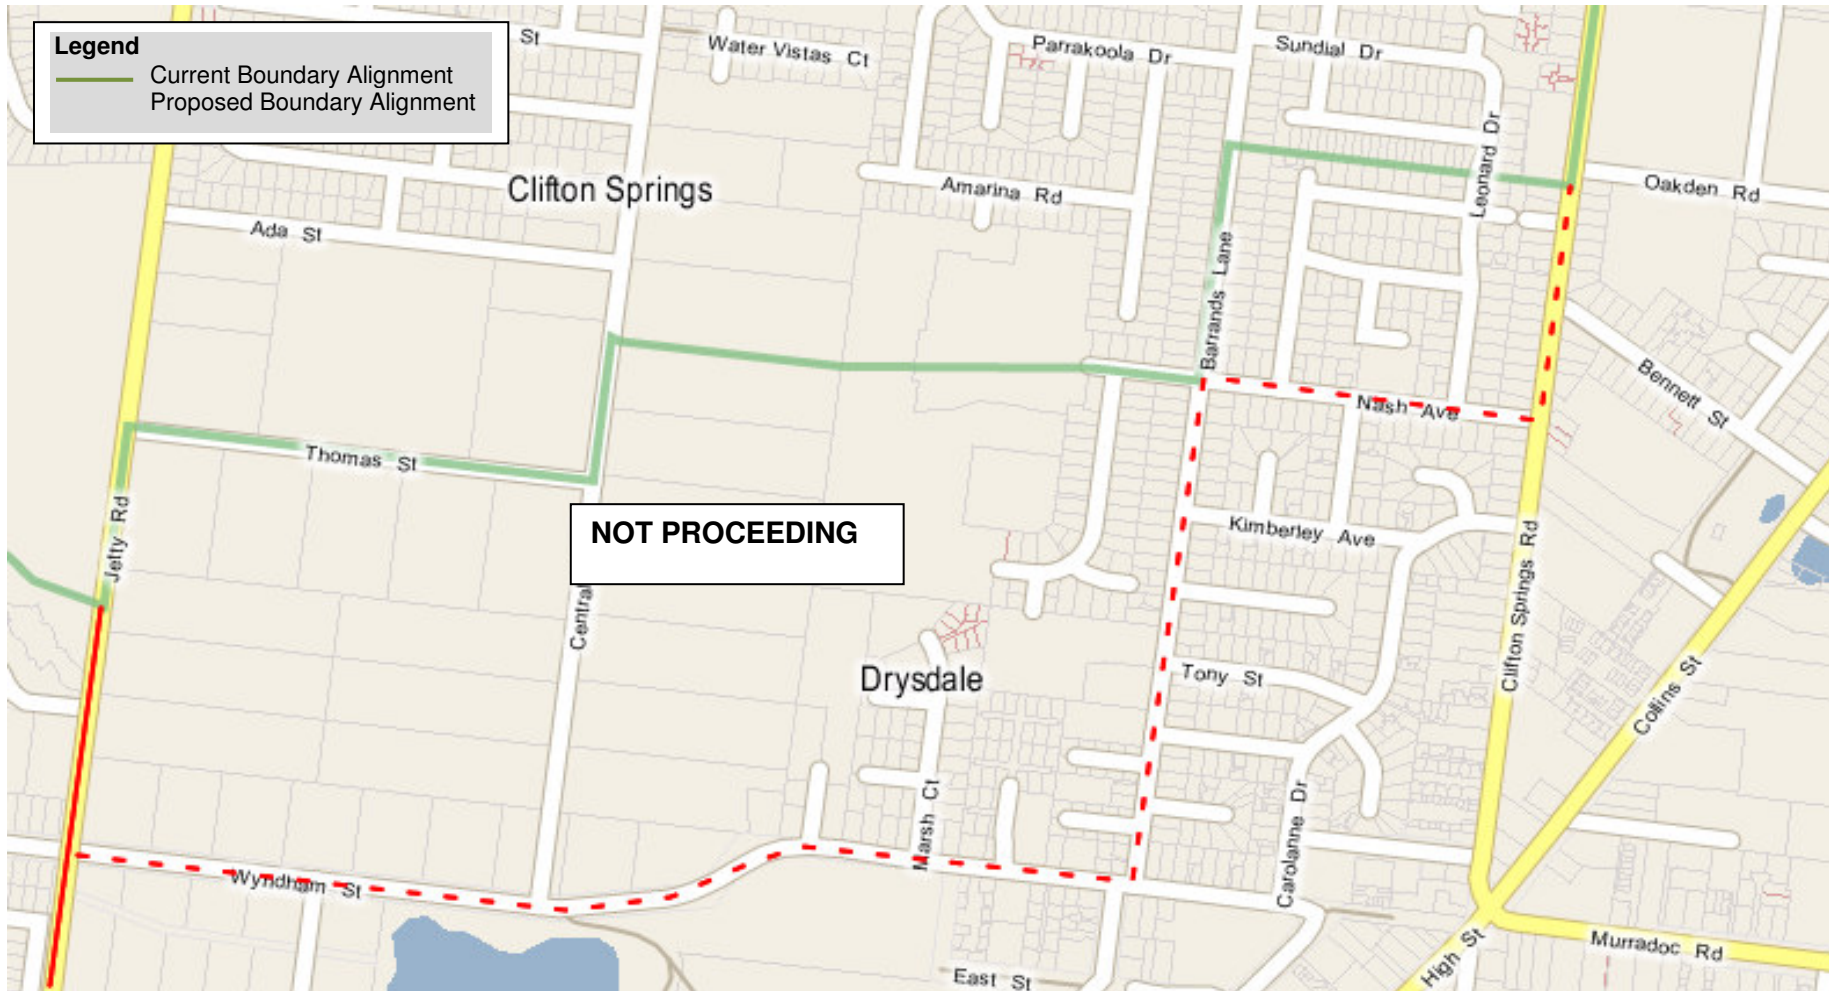 Legend
Current Boundary Alignment
Proposed Boundary Alignment
St
Water Vistas Ct
Parrakoola Dr
Sundial Dr
Leonard Dr
Oakden Rd
Clifton Springs
Amarina Rd
Ada St
Barrands Lane
Bennett St
Nash Ave
Thomas St
Jetty Rd
NOT PROCEEDING
Kimberley Ave
Clifton Springs Rd
Central
Tony St
Collins St
Drysdale
Marsh Ct
Carolanne Dr
Wyndham St
High St
Murradoc Rd
East St